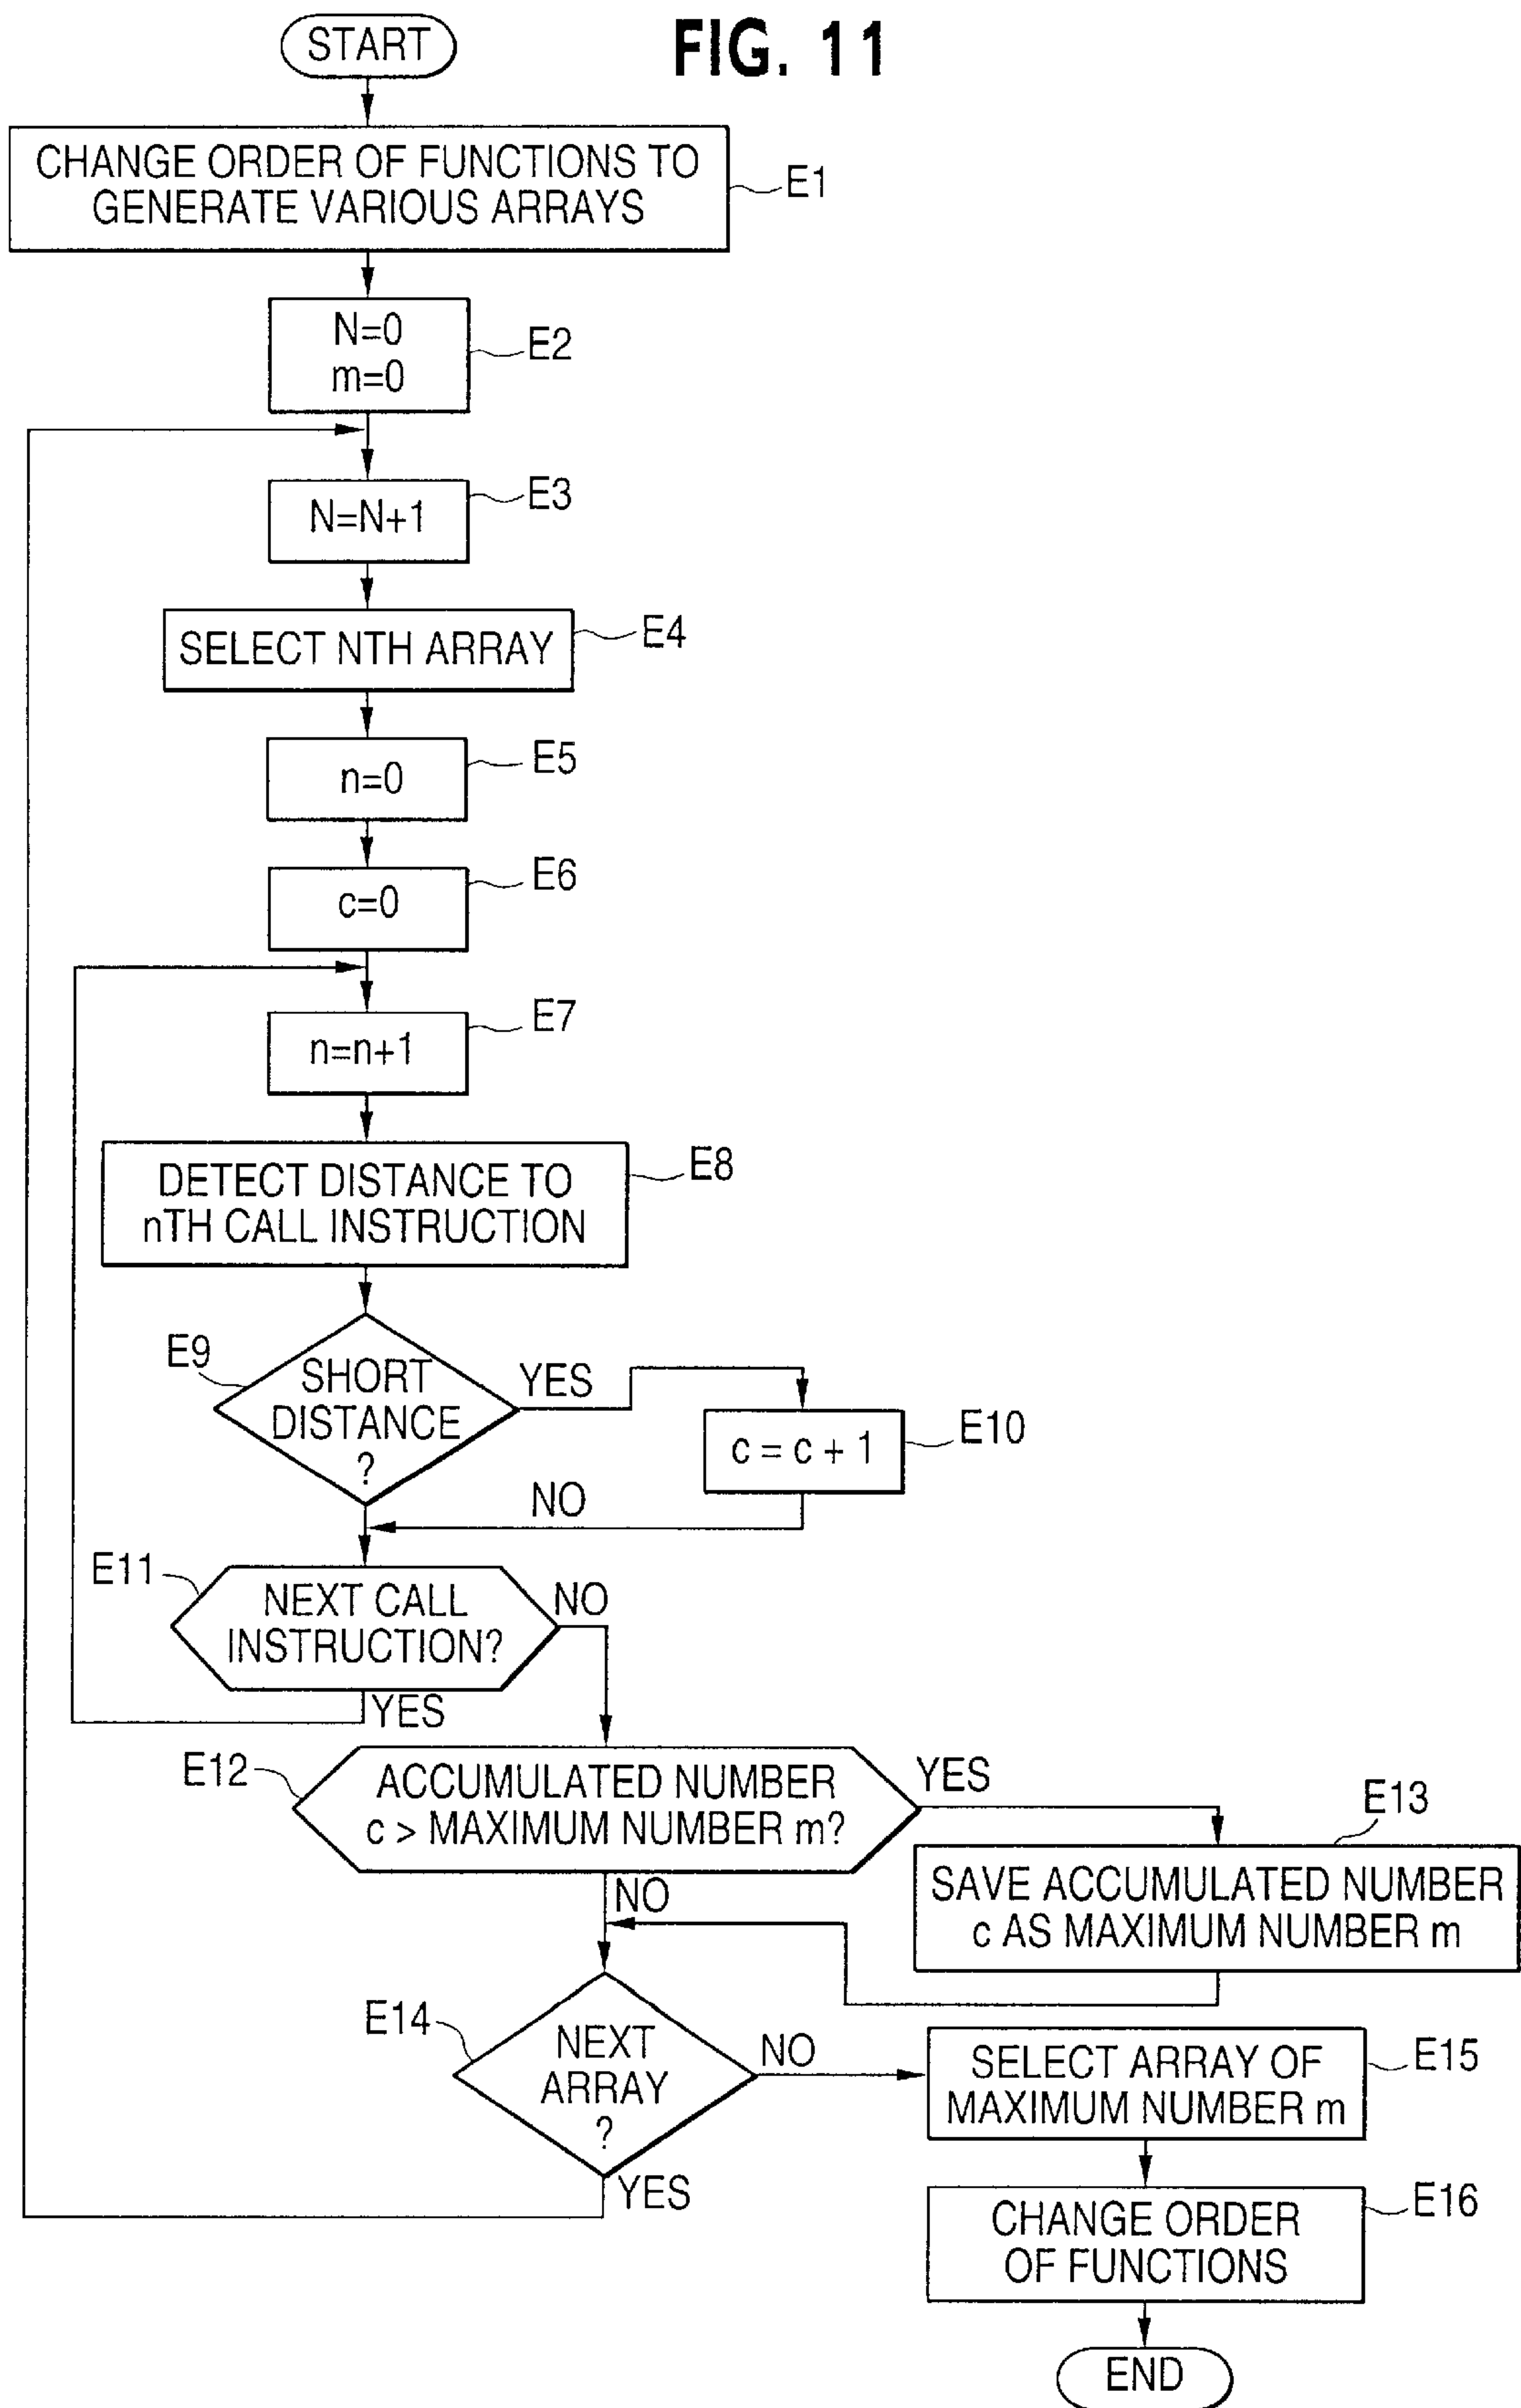 FIG. 11
START
CHANGE ORDER OF FUNCTIONS TO
GENERATE VARIOUS ARRAYS
E1
N=0
m=0
E2
N=N+1
E3
SELECT NTH ARRAY
E4
n=0
E5
c=0
E6
n=n+1
E7
DETECT DISTANCE TO
nTH CALL INSTRUCTION
E8
E9
SHORT
DISTANCE
?
YES
c = c + 1
E10
NO
E11
NEXT CALL
INSTRUCTION?
NO
YES
E12
ACCUMULATED NUMBER
c > MAXIMUM NUMBER m?
YES
E13
SAVE ACCUMULATED NUMBER
c AS MAXIMUM NUMBER m
NO
E14
NEXT
ARRAY
?
NO
YES
SELECT ARRAY OF
MAXIMUM NUMBER m
E15
CHANGE ORDER
OF FUNCTIONS
E16
END